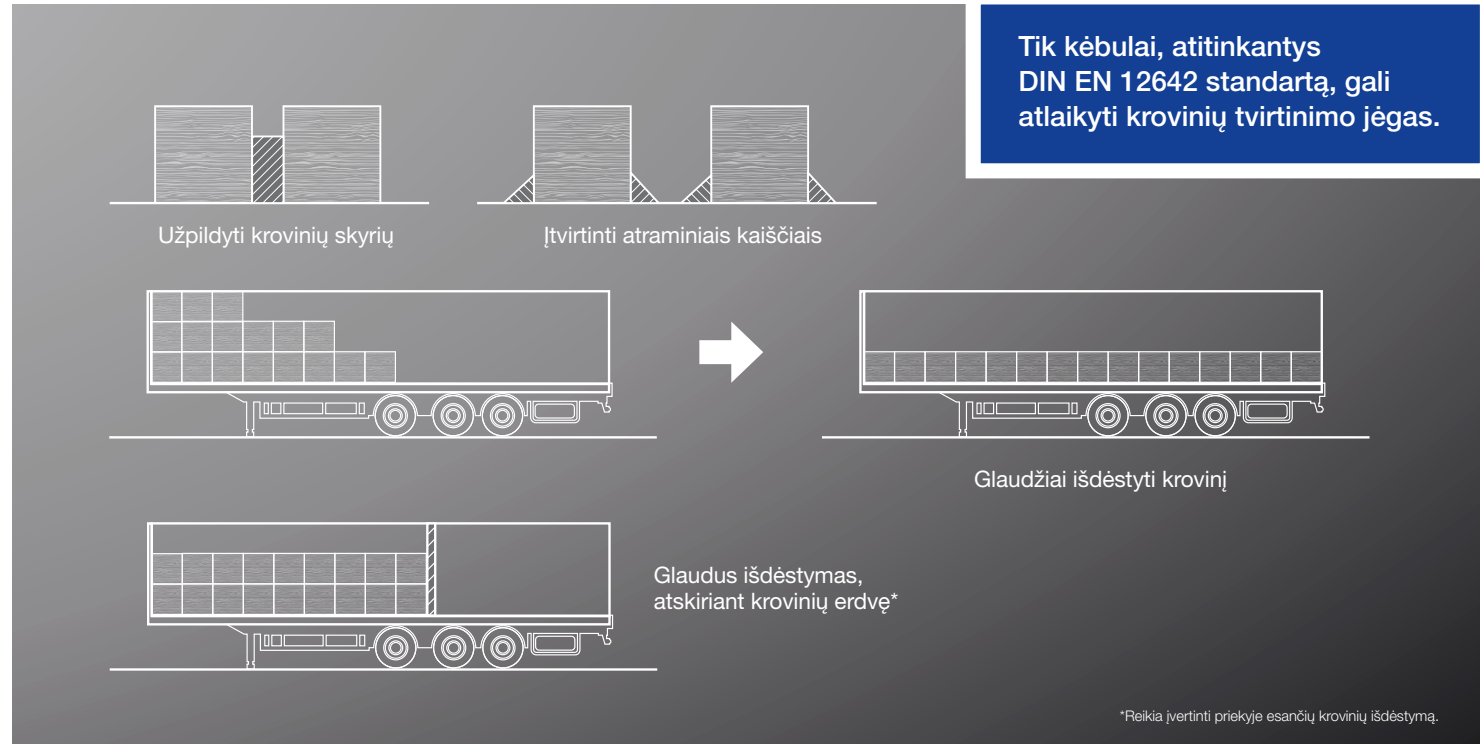 Tik kėbulai, atitinkantys
DIN EN 12642 standartą, gali
atlaikyti krovinių tvirtinimo jėgas.
Užpildyti krovinių skyrių
Įtvirtinti atraminiais kaiščiais
Glaudžiai išdėstyti krovinį
Glaudus išdėstymas,
atskiriant krovinių erdvę*
*Reikia įvertinti priekyje esančių krovinių išdėstymą.